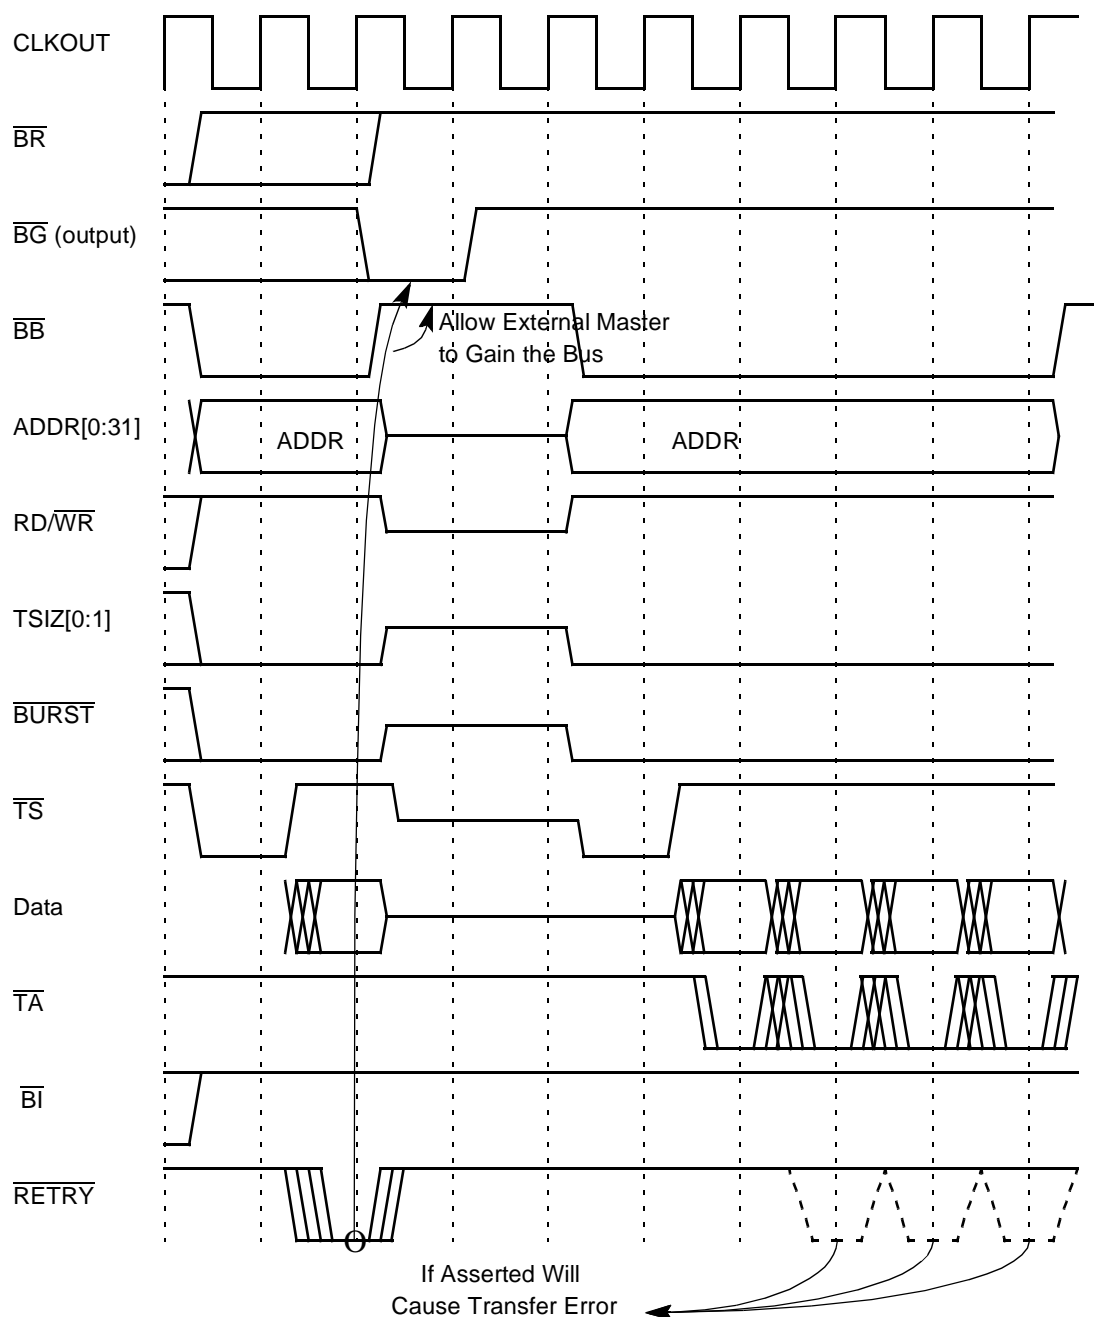 CLKOUT
BR
BG (output)
BB
Allow External Master
to Gain the Bus
ADDR[0:31]
ADDR
ADDR
RD/WR
TSIZ[0:1]
BURST
TS
Data
TA
BI
RETRY
If Asserted Will
Cause Transfer Error